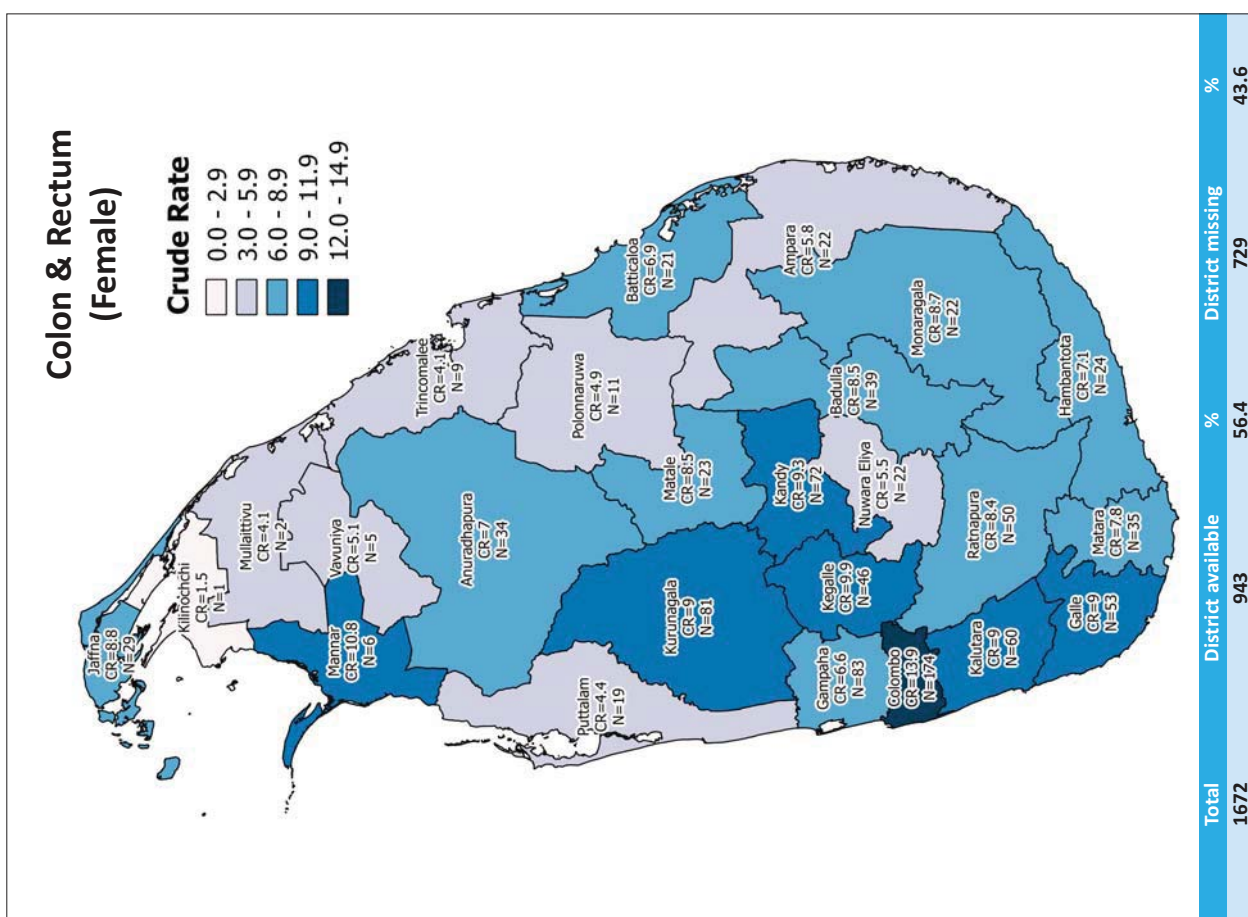 Colon & Rectum
(Female)
Crude Rate
0.0 - 2.9
3.0 - 5.9
6.0 - 8.9
9.0 - 11.9
12.0 - 14.9
Jaffna
CR=8.8
N=29
Kilinochchi
CR=1.5
N=1
Mullaittivu
CR=4.1
N=2
Mannar
CR=10.8
N=6
Vavuniya
CR=5.1
N=5
Trincomalee
CR=4.1
N=9
Anuradhapura
CR=7
N=34
Puttalam
CR=4.4
N=19
Polonnaruwa
CR=4.9
N=11
Batticaloa
CR=6.9
N=21
Kurunagala
CR=9
N=81
Matale
CR=8.5
N=23
Kandy
CR=9.3
N=72
Ampara
CR=5.8
N=22
Gampaha
CR=6.6
N=83
Kegalle
CR=9.9
N=46
Nuwara Eliya
CR=5.5
N=22
Badulla
CR=8.5
N=39
Monaragala
CR=8.7
N=22
Colombo
CR=13.9
N=174
Ratnapura
CR=8.4
N=50
Kalutara
CR=9
N=60
Galle
CR=9
N=53
Matara
CR=7.8
N=35
Hambantota
CR=7.1
N=24
Total District available % District missing %
1672 943 56.4 729 43.6